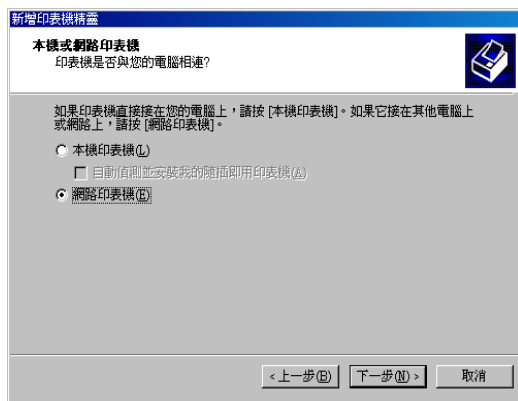 新增印表機精靈
本機或網路印表機
印表機是否與您的電腦相連?
如果印表機直接接在您的電腦上，請按 [本機印表機]。如果它接在其他電腦上
或網路上，請按 [網路印表機]。
本機印表機(L)
自動偵測並安裝我的隨插即用印表機(A)
網路印表機(E)
<上一步(B) 下一步(N)> 取消